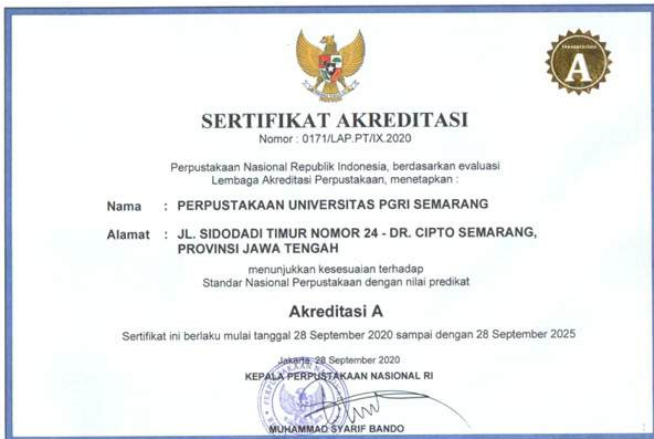 TERAKREDITASI
A
SERTIFIKAT AKREDITASI
Nomor : 0171/LAP.PT/IX.2020
Perpustakaan Nasional Republik Indonesia, berdasarkan evaluasi
Lembaga Akreditasi Perpustakaan, menetapkan :
Nama : PERPUSTAKAAN UNIVERSITAS PGRI SEMARANG
Alamat : JL. SIDODADI TIMUR NOMOR 24 - DR. CIPTO SEMARANG,
PROVINSI JAWA TENGAH
menunjukkan kesesuaian terhadap
Standar Nasional Perpustakaan dengan nilai predikat
Akreditasi A
Sertifikat ini berlaku mulai tanggal 28 September 2020 sampai dengan 28 September 2025
Jakarta, 28 September 2020
KEPALA PERPUSTAKAAN NASIONAL RI
MUHAMMAD SYARIF BANDO